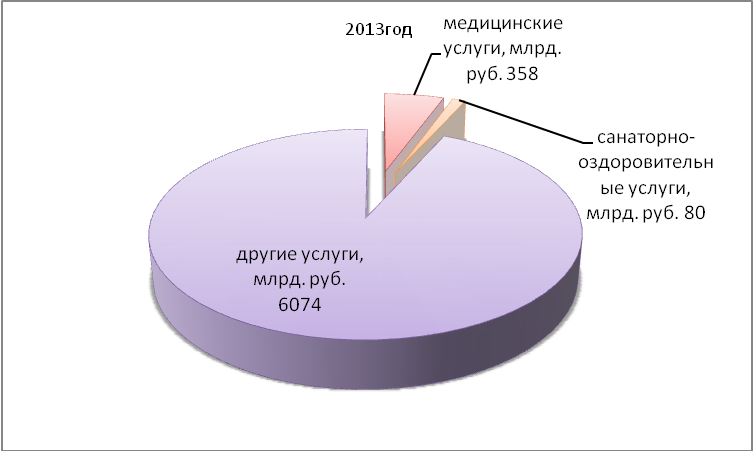 2013год
медицинские
услуги, млрд.
руб. 358
санаторно-
оздоровительн
ые услуги,
млрд. руб. 80
другие услуги,
млрд. руб.
6074